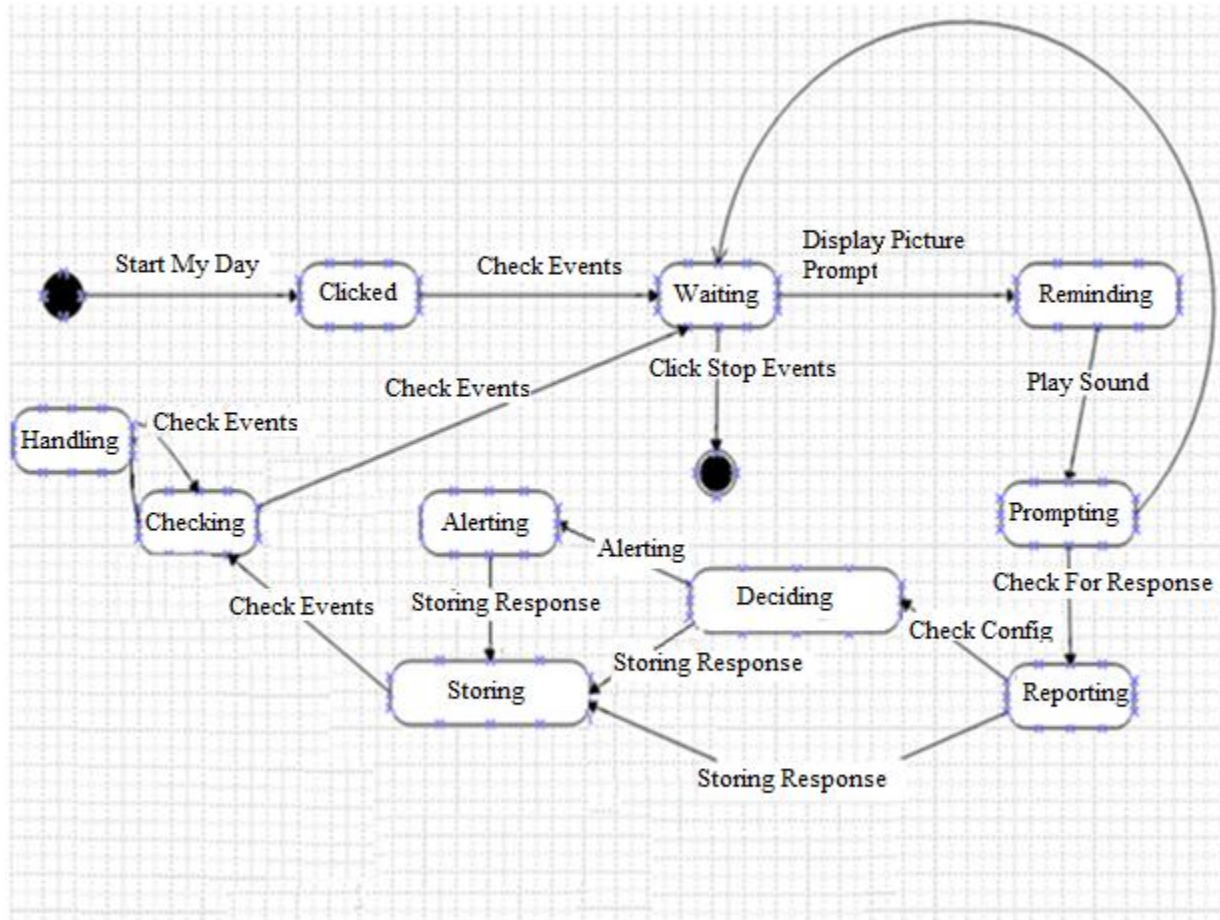 Start My Day
Clicked
Check Events
Waiting
Display Picture
Prompt
Reminding
Click Stop Events
Play Sound
Check Events
Handling
Check Events
Checking
Alerting
Prompting
Alerting
Deciding
Check For Response
Check Events
Storing Response
Check Config
Storing Response
Storing
Reporting
Storing Response